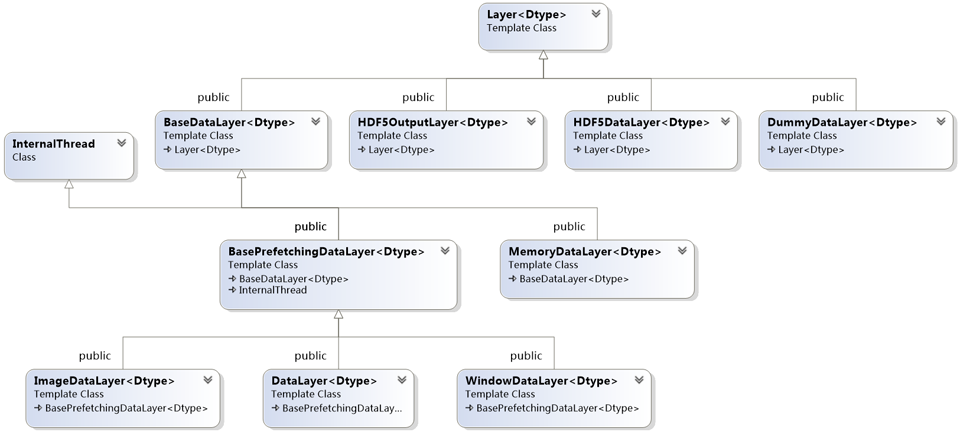 Layer<Dtype>
Template Class
public
public
public
public
BaseDataLayer<Dtype>
Template Class
Layer<Dtype>
HDF5OutputLayer<Dtype>
Template Class
Layer<Dtype>
HDF5DataLayer<Dtype>
Template Class
Layer<Dtype>
DummyDataLayer<Dtype>
Template Class
Layer<Dtype>
InternalThread
Class
public
public
BasePrefetchingDataLayer<Dtype>
Template Class
BaseDataLayer<Dtype>
InternalThread
MemoryDataLayer<Dtype>
Template Class
BaseDataLayer<Dtype>
public
public
public
ImageDataLayer<Dtype>
Template Class
BasePrefetchingDataLayer<Dtype>
DataLayer<Dtype>
Template Class
BasePrefetchingDataLay...
WindowDataLayer<Dtype>
Template Class
BasePrefetchingDataLayer<Dtype>